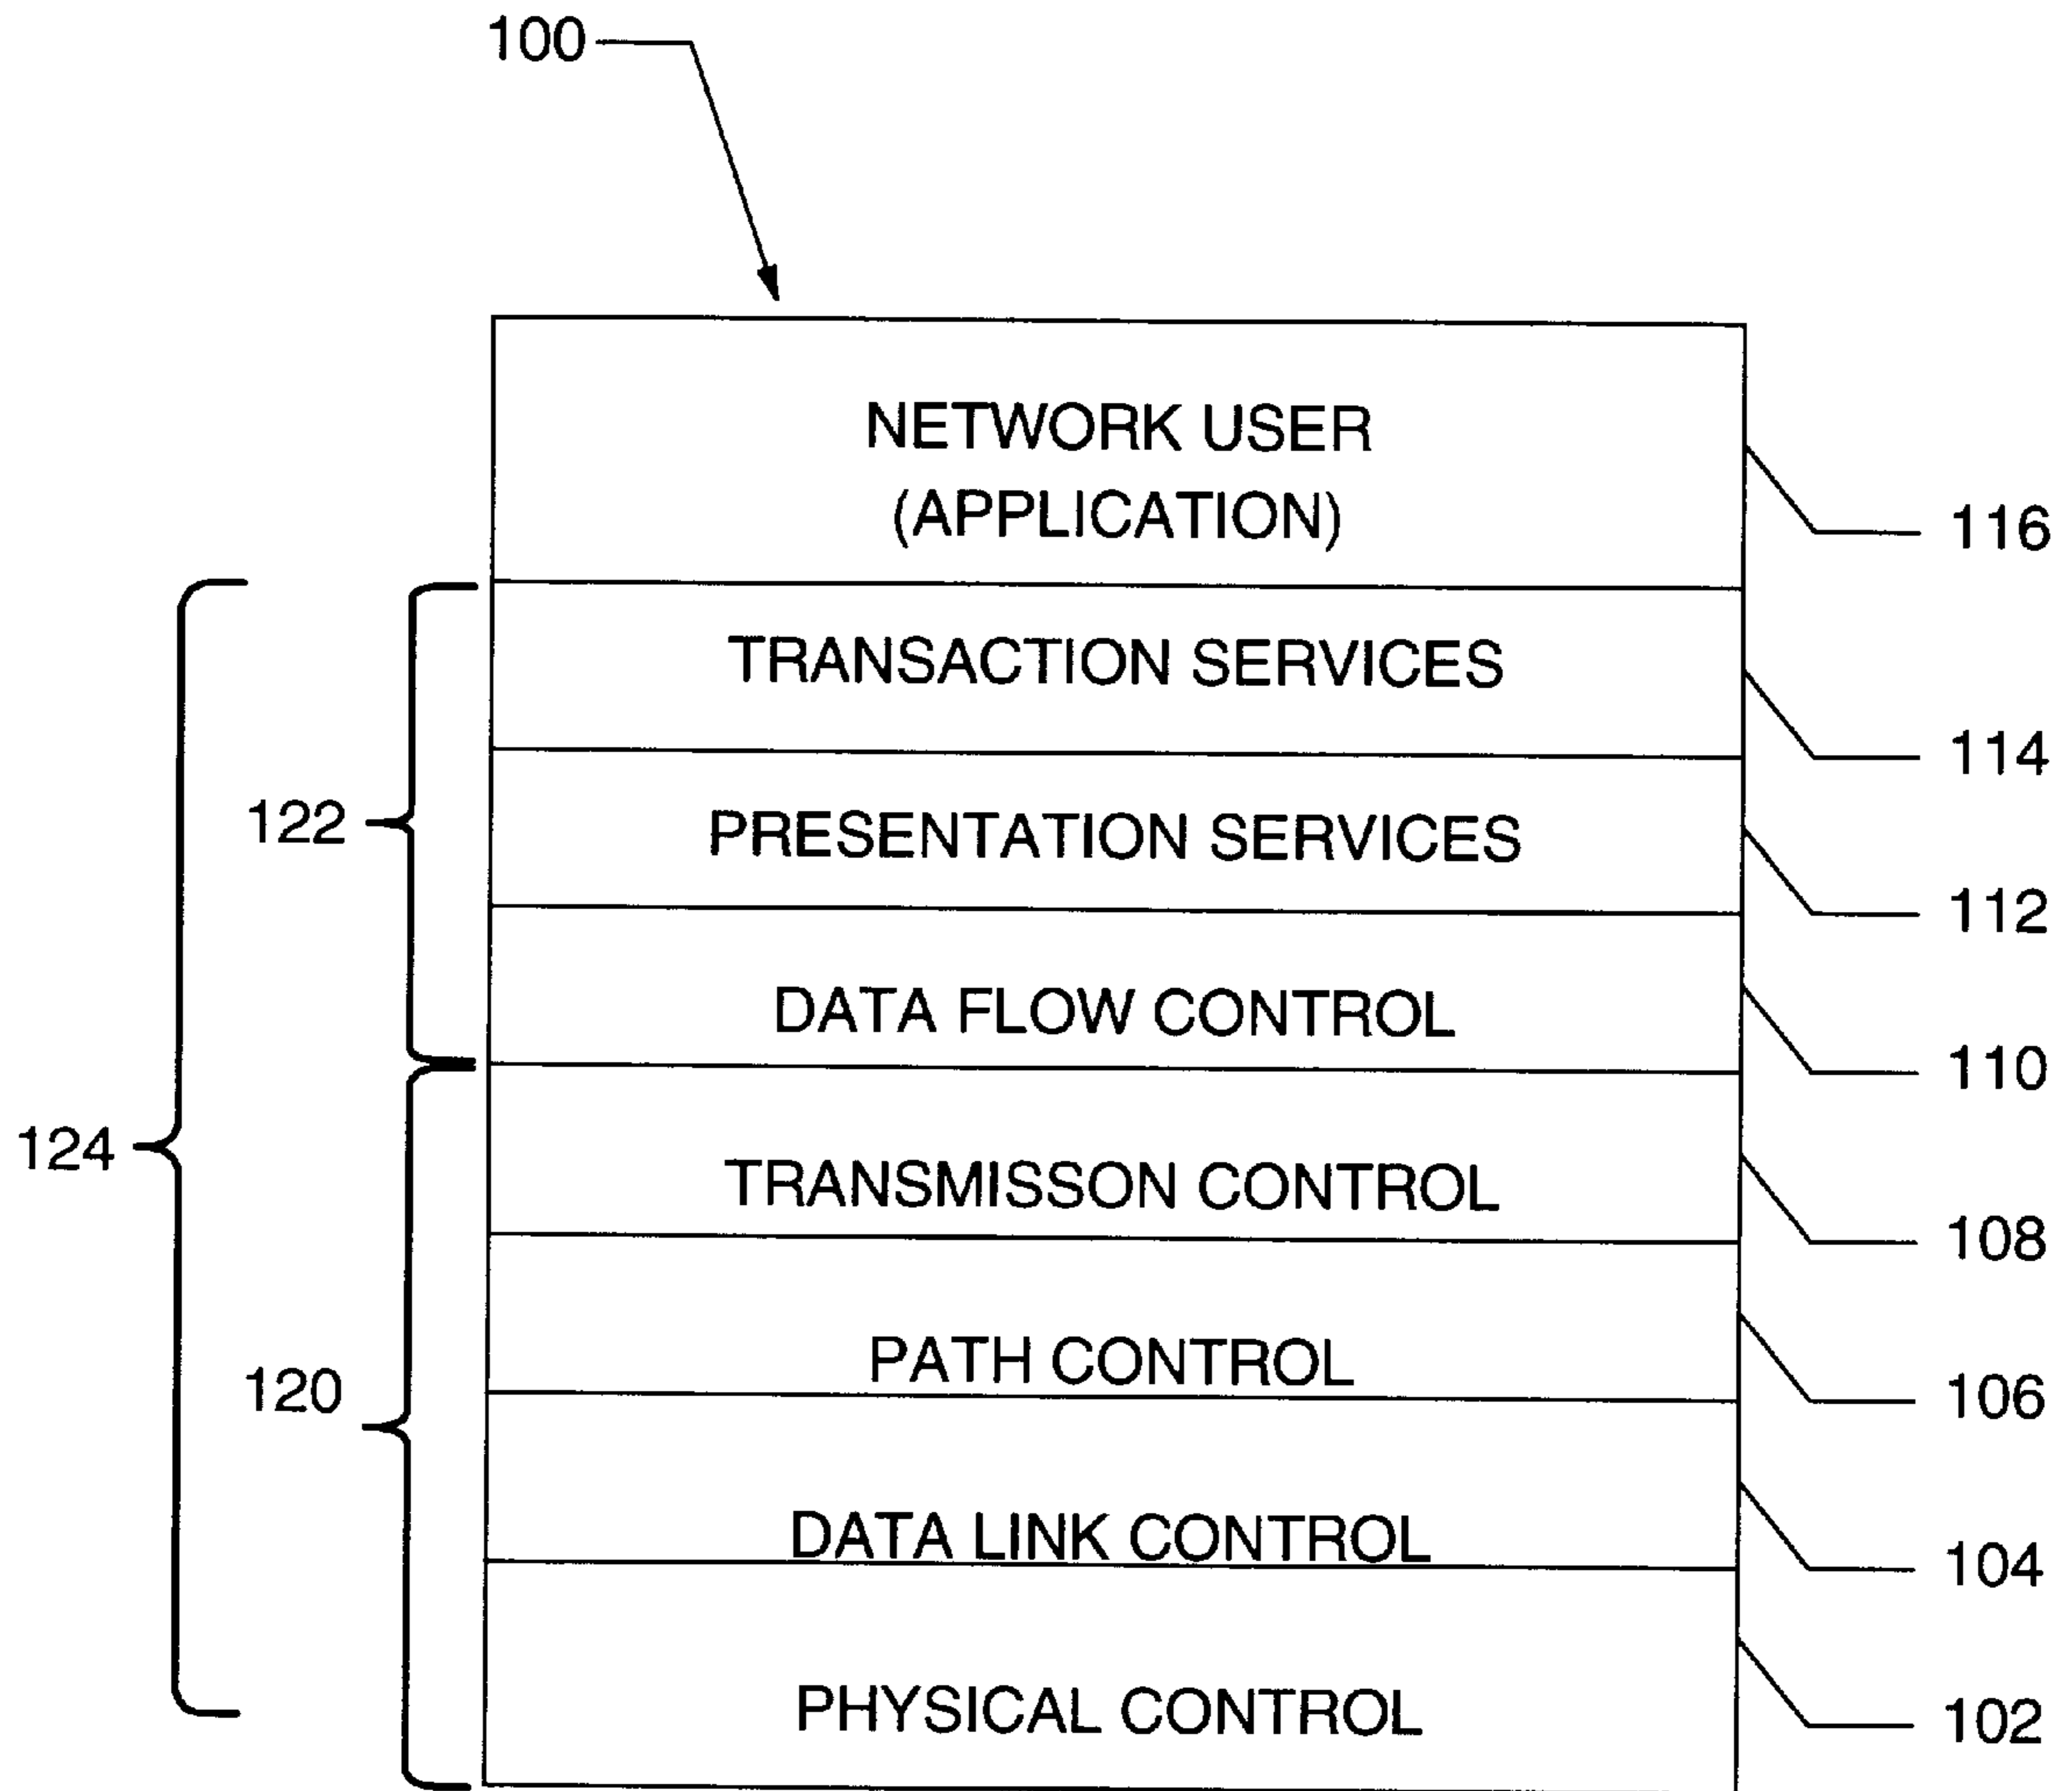 100
NETWORK USER
(APPLICATION)
116
TRANSACTION SERVICES
114
122
PRESENTATION SERVICES
112
DATA FLOW CONTROL
110
124
TRANSMISSON CONTROL
108
PATH CONTROL
106
120
DATA LINK CONTROL
104
PHYSICAL CONTROL
102